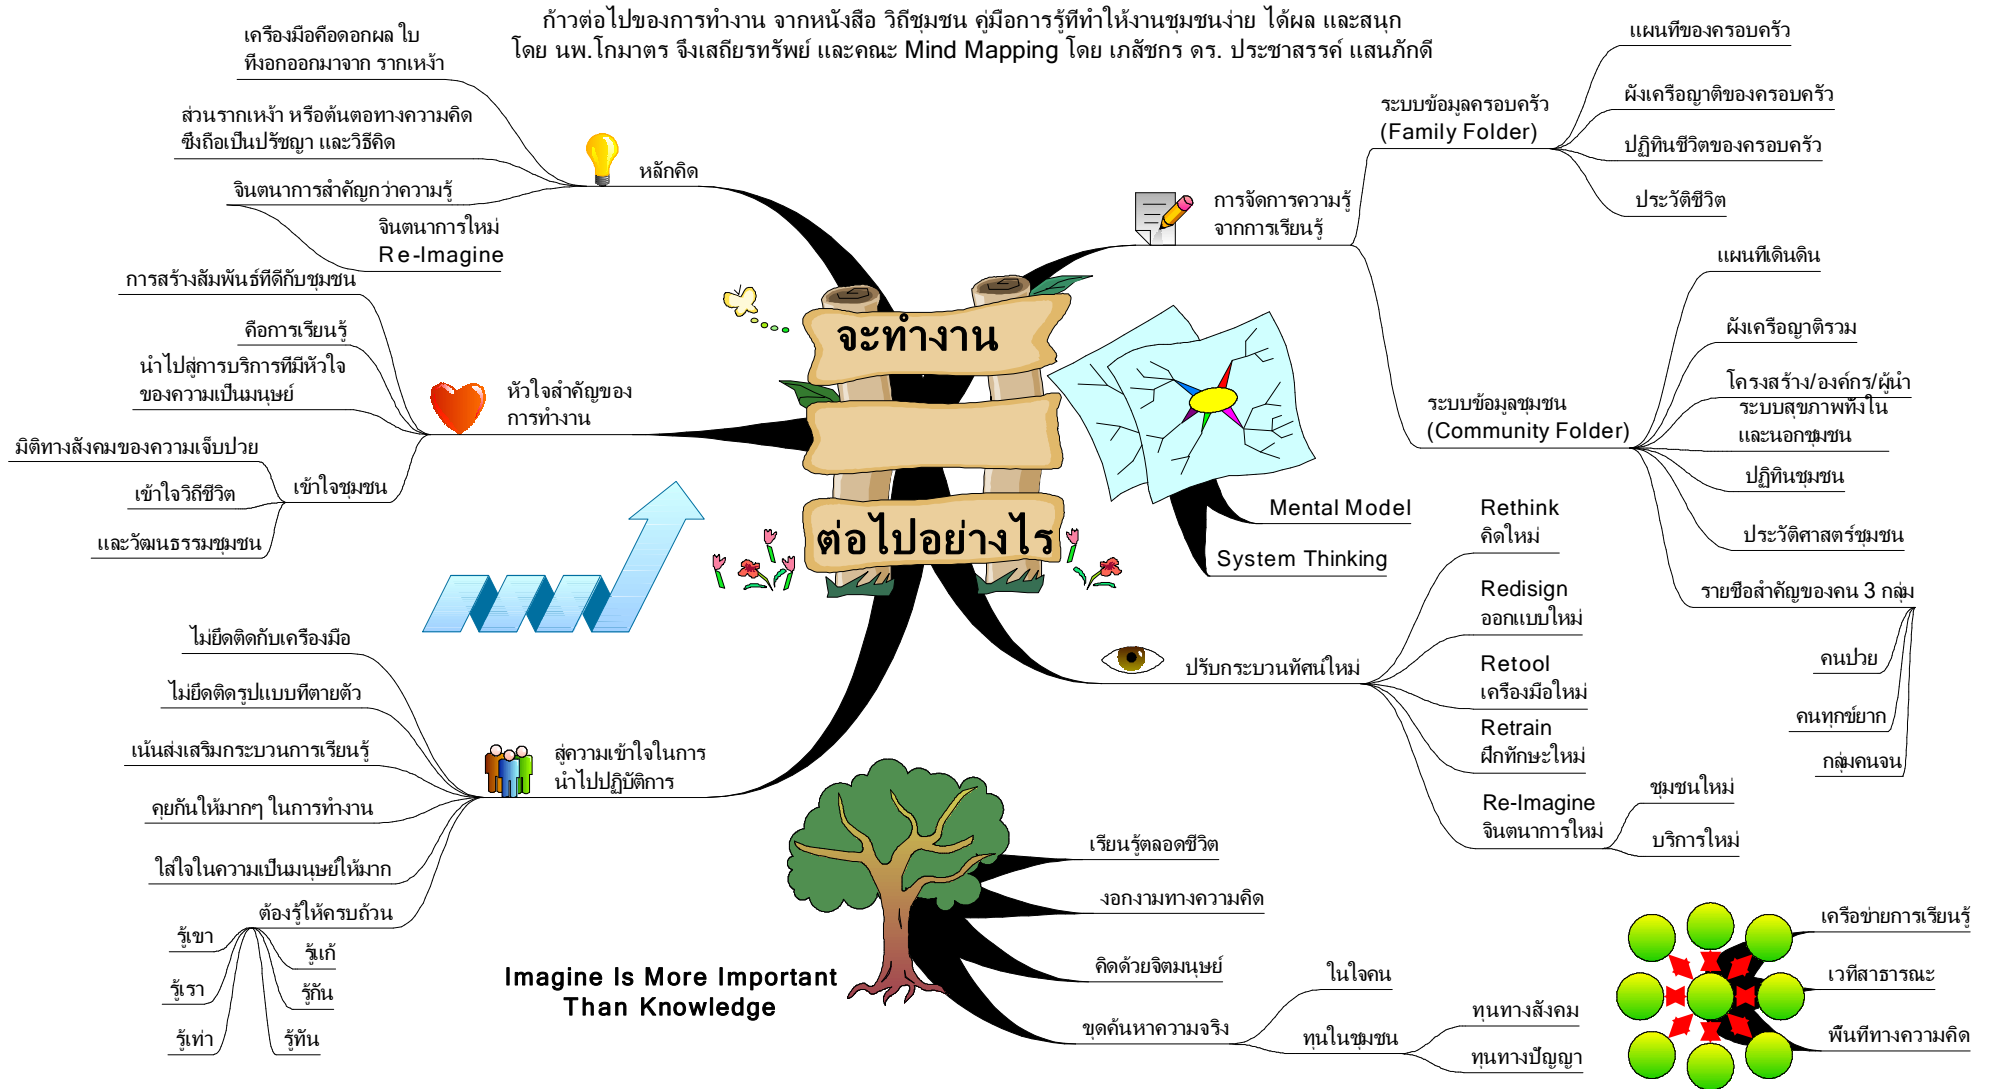 ก้าวต่อไปของการทำงาน จากหนังสือ วิถีชุมชน คู่มือการรู้ที่ทำให้งานชุมชนง่าย ได้ผล และสนุก
โดย นพ.โกมาตร จึงเสถียรทรัพย์ และคณะ Mind Mapping โดย เภสัชกร ดร. ประชาสรรค์ แสนภักดี
จะทำงาน
ต่อไปอย่างไร
หลักคิด
เครื่องมือคือดอกผล ใบ
ที่งอกออกมาจาก รากเหง้า
ส่วนรากเหง้า หรือต้นตอทางความคิด
ซึ่งถือเป็นปรัชญา และวิธีคิด
จินตนาการสำคัญกว่าความรู้
จินตนาการใหม่
Re-Imagine
หัวใจสำคัญของ
การทำงาน
การสร้างสัมพันธ์ที่ดีกับชุมชน
คือการเรียนรู้
นำไปสู่การบริการที่มีหัวใจ
ของความเป็นมนุษย์
เข้าใจชุมชน
มิติทางสังคมของความเจ็บป่วย
เข้าใจวิถีชีวิต
และวัฒนธรรมชุมชน
สู่ความเข้าใจในการ
นำไปปฏิบัติการ
ไม่ยึดติดกับเครื่องมือ
ไม่ยึดติดรูปแบบที่ตายตัว
เน้นส่งเสริมกระบวนการเรียนรู้
คุยกันให้มากๆ ในการทำงาน
ใส่ใจในความเป็นมนุษย์ให้มาก
ต้องรู้ให้ครบถ้วน
รู้เขา
รู้เรา
รู้เท่า
รู้แก้
รู้กัน
รู้ทัน
การจัดการความรู้
จากการเรียนรู้
ระบบข้อมูลครอบครัว
(Family Folder)
แผนที่ของครอบครัว
ผังเครือญาติของครอบครัว
ปฏิทินชีวิตของครอบครัว
ประวัติชีวิต
ระบบข้อมูลชุมชน
(Community Folder)
แผนที่เดินดิน
ผังเครือญาติรวม
โครงสร้าง/องค์กร/ผู้นำ
ระบบสุขภาพทั้งใน
และนอกชุมชน
ปฏิทินชุมชน
ประวัติศาสตร์ชุมชน
รายชื่อสำคัญของคน 3 กลุ่ม
คนป่วย
คนทุกข์ยาก
กลุ่มคนจน
Mental Model
System Thinking
ปรับกระบวนทัศน์ใหม่
Rethink
คิดใหม่
Redisign
ออกแบบใหม่
Retool
เครื่องมือใหม่
Retrain
ฝึกทักษะใหม่
Re-Imagine
จินตนาการใหม่
ชุมชนใหม่
บริการใหม่
Imagine Is More Important
Than Knowledge
เรียนรู้ตลอดชีวิต
งอกงามทางความคิด
คิดด้วยจิตมนุษย์
ขุดค้นหาความจริง
ในใจคน
ทุนในชุมชน
ทุนทางสังคม
ทุนทางปัญญา
เครือข่ายการเรียนรู้
เวทีสาธารณะ
พื้นที่ทางความคิด